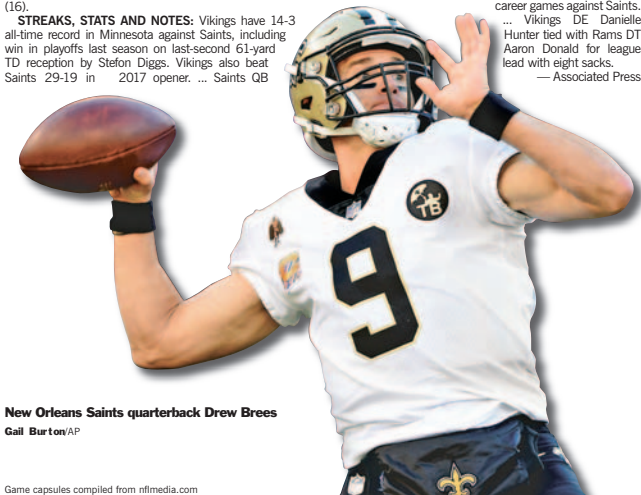 (16).
STREAKS, STATS AND NOTES: Vikings have 14-3
all-time record in Minnesota against Saints, including
win in playoffs last season on last-second 61-yard
TD reception by Stefon Diggs. Vikings also beat
Saints 29-19 in 2017 opener. ... Saints QB
career games against Saints.
... Vikings DE Danielle
Hunter tied with Rams DT
Aaron Donald for league
lead with eight sacks.
— Associated Press
TB
9
New Orleans Saints quarterback Drew Brees
Gail Burton/AP
Game capsules compiled from nflmedia.com